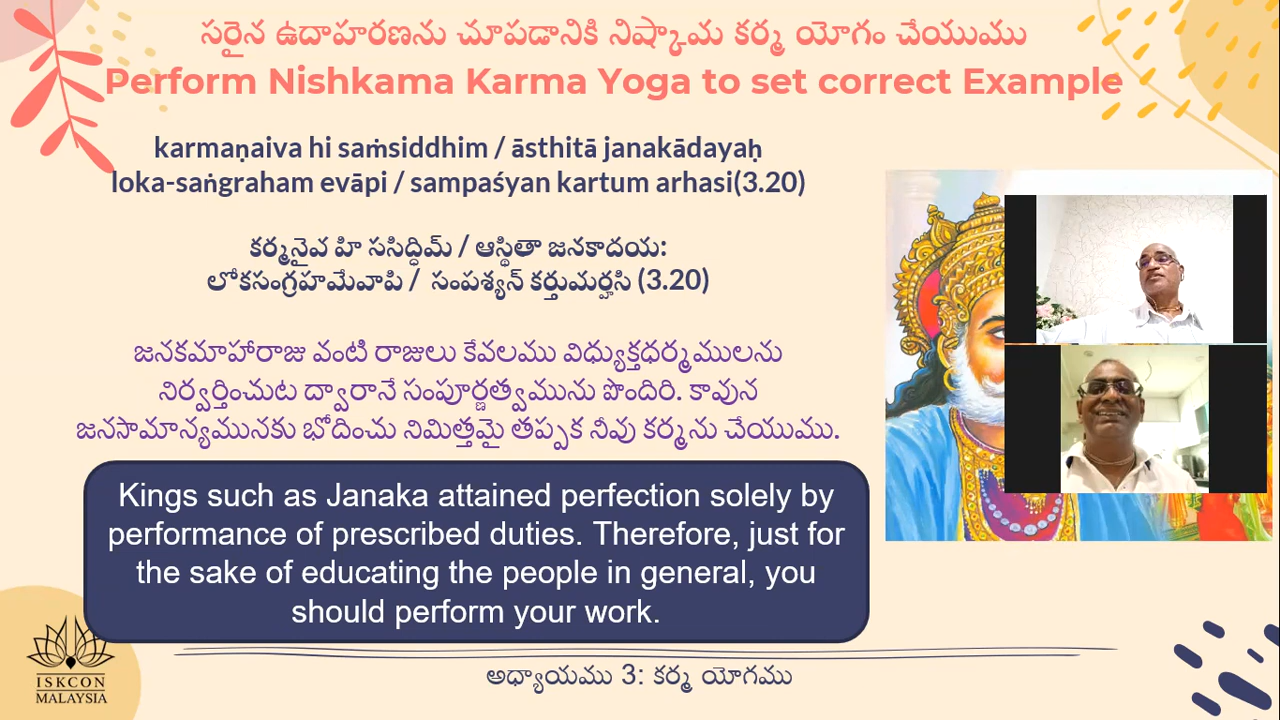 సరైన ఉదాహరణను చూపడానికి నిష్కామ కర్మ యోగం చేయుము
Perform Nishkama Karma Yoga to set correct Example
karmaṇaiva hi saṁsiddhim / āsthitā janakādayaḥ
loka-saṅgraham evāpi / sampaśyan kartum arhasi(3.20)
కర్మనైవ హి ససిద్ధిమ్ / ఆస్థితా జనకాదయ:
లోకసంగ్రహమేవాపి / సంపశ్యన్ కర్తుమర్హసి (3.20)
జనకమాహారాజు వంటి రాజులు కేవలము విధ్యుక్తధర్మములను
నిర్వర్తించుట ద్వారానే సంపూర్ణత్వమును పొందిరి. కావున
జనసామాన్యమునకు భోదించు నిమిత్తమై తప్పక నీవు కర్మను చేయుము.
Kings such as Janaka attained perfection solely by
performance of prescribed duties. Therefore, just for
the sake of educating the people in general, you
should perform your work.
అధ్యాయము 3: కర్మ యోగము
ISKCON
MALAYSIA